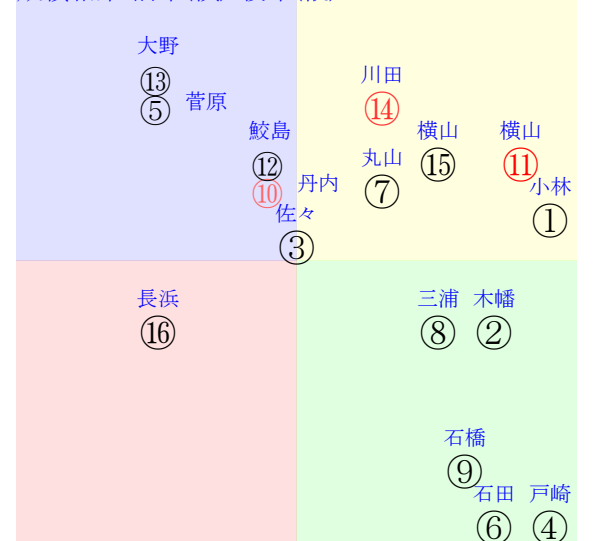 大野
⑬
⑤ 菅原
鮫島
⑫
⑩ 丹内
佐々
③
川田
⑭
横山
⑮
横山
⑪
丸山
⑦
小林
①
長浜
⑯
三浦
⑧
木幡
②
石橋
⑨
石田
⑥
戸崎
④